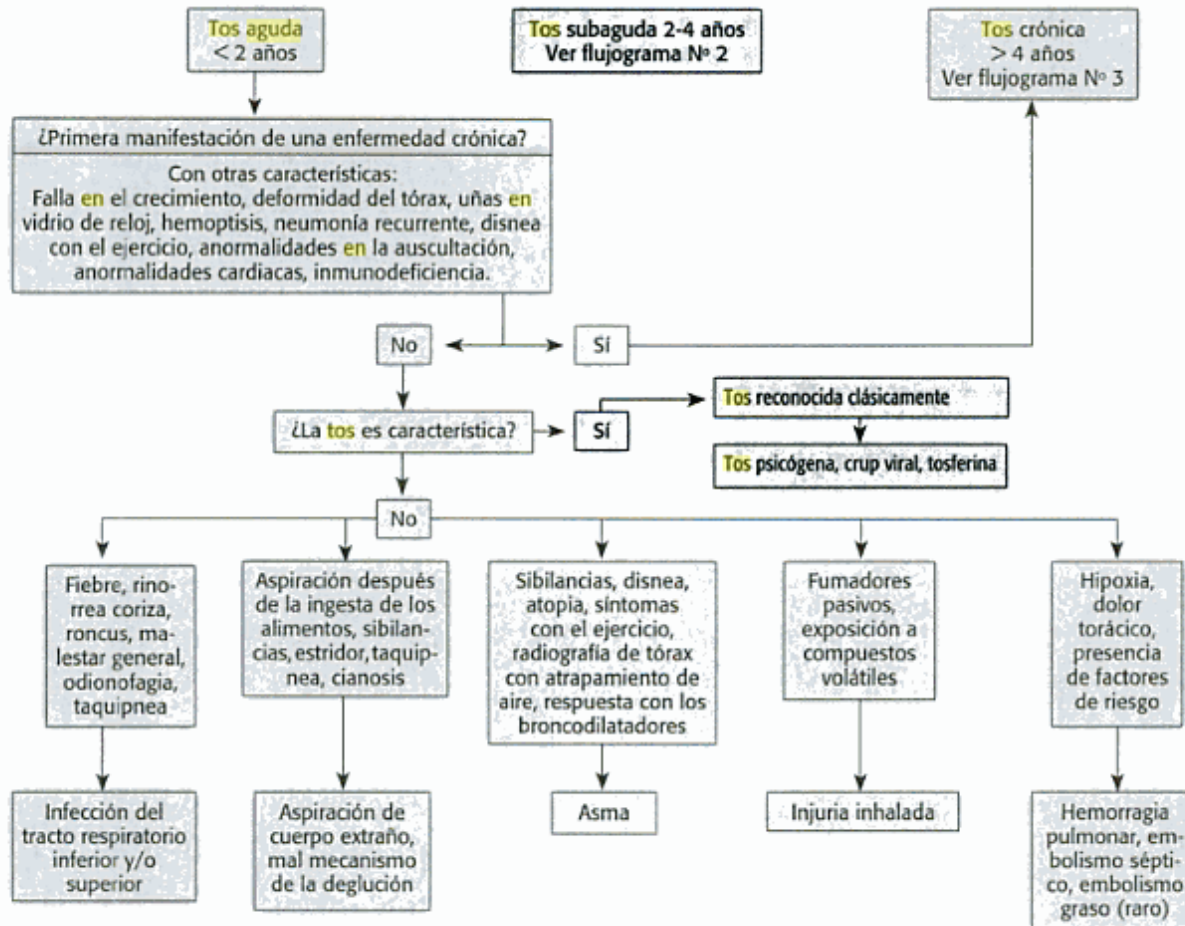 Tos aguda
< 2 años
Tos subaguda 2-4 años
Ver flujograma Nº 2
Tos crónica
> 4 años
Ver flujograma Nº 3
¿Primera manifestación de una enfermedad crónica?
Con otras características:
Falla en el crecimiento, deformidad del tórax, uñas en
vidrio de reloj, hemoptisis, neumonía recurrente, disnea
con el ejercicio, anormalidades en la auscultación,
anormalidades cardiacas, inmunodeficiencia.
No
Sí
¿La tos es característica?
Sí
Tos reconocida clásicamente
Tos psicógena, crup viral, tosferina
No
Fiebre, rino-
rrea coriza,
roncus, ma-
lestar general,
odionofagia,
taquipnea
Aspiración después
de la ingesta de los
alimentos, sibilan-
cias, estridor, taquip-
nea, cianosis
Sibilancias, disnea,
atopia, síntomas
con el ejercicio,
radiografía de tórax
con atrapamiento de
aire, respuesta con los
broncodilatadores
Fumadores
pasivos,
exposición a
compuestos
volátiles
Hipoxia,
dolor
torácico,
presencia
de factores
de riesgo
Infección del
tracto respiratorio
inferior y/o
superior
Aspiración de
cuerpo extraño,
mal mecanismo
de la deglución
Asma
Injuria inhalada
Hemorragia
pulmonar, em-
bolismo sépti-
co, embolismo
graso (raro)